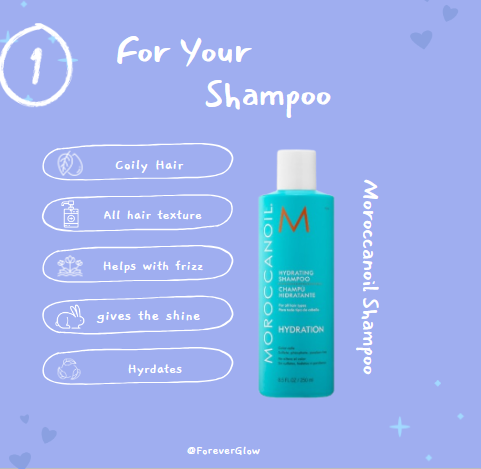 1
For Your
Shampoo
Coily Hair
All hair texture
Helps with frizz
gives the shine
Hyrdates
MOROCCANOIL
M
HYDRATING
SHAMPOO
CHAMPÚ
HIDRATANTE
HYDRATION
Moroccanoil Shampoo
@ForeverGlow